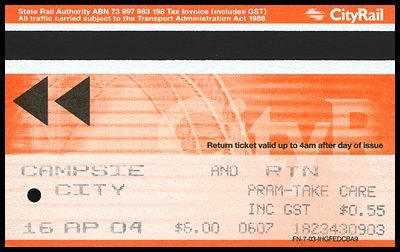 State Rail Authority ABN 73 997 983 198 Tax Invoice (includes GST)
All traffic carried subject to the Transport Administration Act 1988
CityRail
CityR
Return ticket valid up to 4am after day of issue
CAMPSIE AND RTN
CITY PRAM-TAKE CARE
INC GST $0.55
16 AP 04 $6.00 0607 1823430903
FN-7-03-IHGFEDCBA9